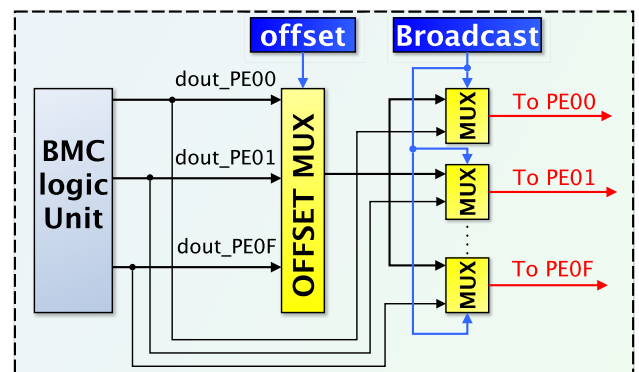 offset
Broadcast
dout_PE00
BMC
logic
Unit
dout_PE01
dout_PE0F
OFFSET MUX
MUX
To PE00
MUX
To PE01
MUX
To PE0F